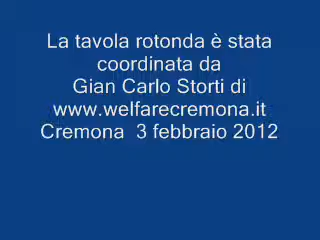 La tavola rotonda è stata
coordinata da
Gian Carlo Storti di
www.welfarecremona.it
Cremona  3 febbraio 2012